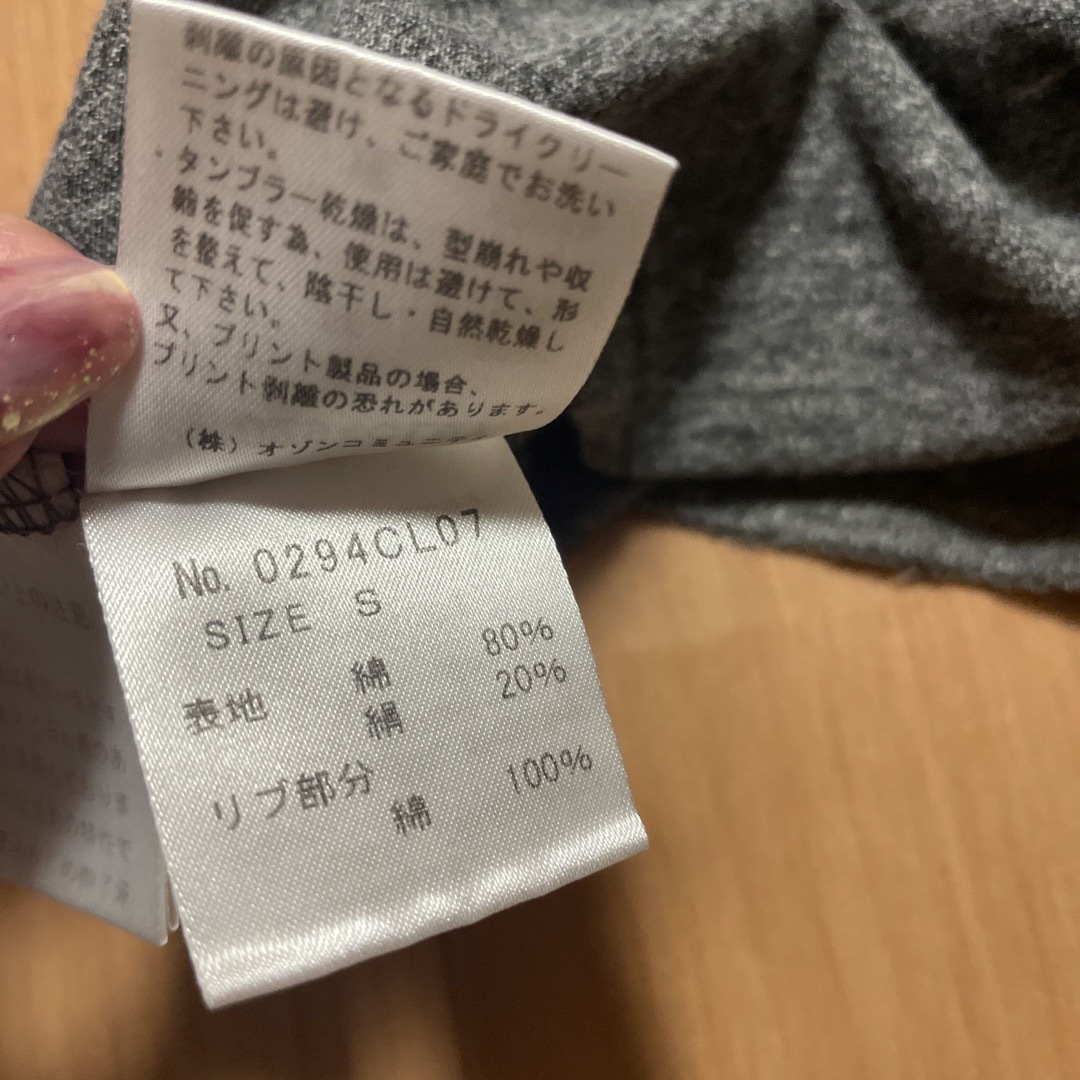 剥離の原因となるドライクリー
ニングは避け、ご家庭でお洗い
下さい。
・タンブラー乾燥は、型崩れや収
縮を促す為、使用は避けて、形
を整えて、陰干し・自然乾燥し
て下さい。
又、プリント製品の場合、
プリント剥離の恐れがあります。
(株)オゾンコミュニ
No. 0294CL07
SIZE S
表地 綿 80%
絹 20%
リブ部分
綿 100%